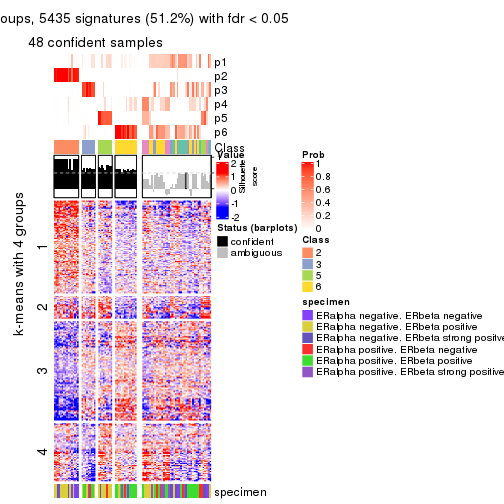 oups, 5435 signatures (51.2%) with fdr < 0.05
48 confident samples
p1
p2
p3
p4
p5
p6
Class
k-means with 4 groups
1
2
3
4
Value
2
1
0
-1
-2
Silhouette
score
Status (barplots)
confident
ambiguous
Prob
1
0.8
0.6
0.4
0.2
0
Class
2
3
5
6
specimen
ERalpha negative. ERbeta negative
ERalpha negative. ERbeta positive
ERalpha negative. ERbeta strong positive
ERalpha positive. ERbeta negative
ERalpha positive. ERbeta positive
ERalpha positive. ERbeta strong positive
specimen